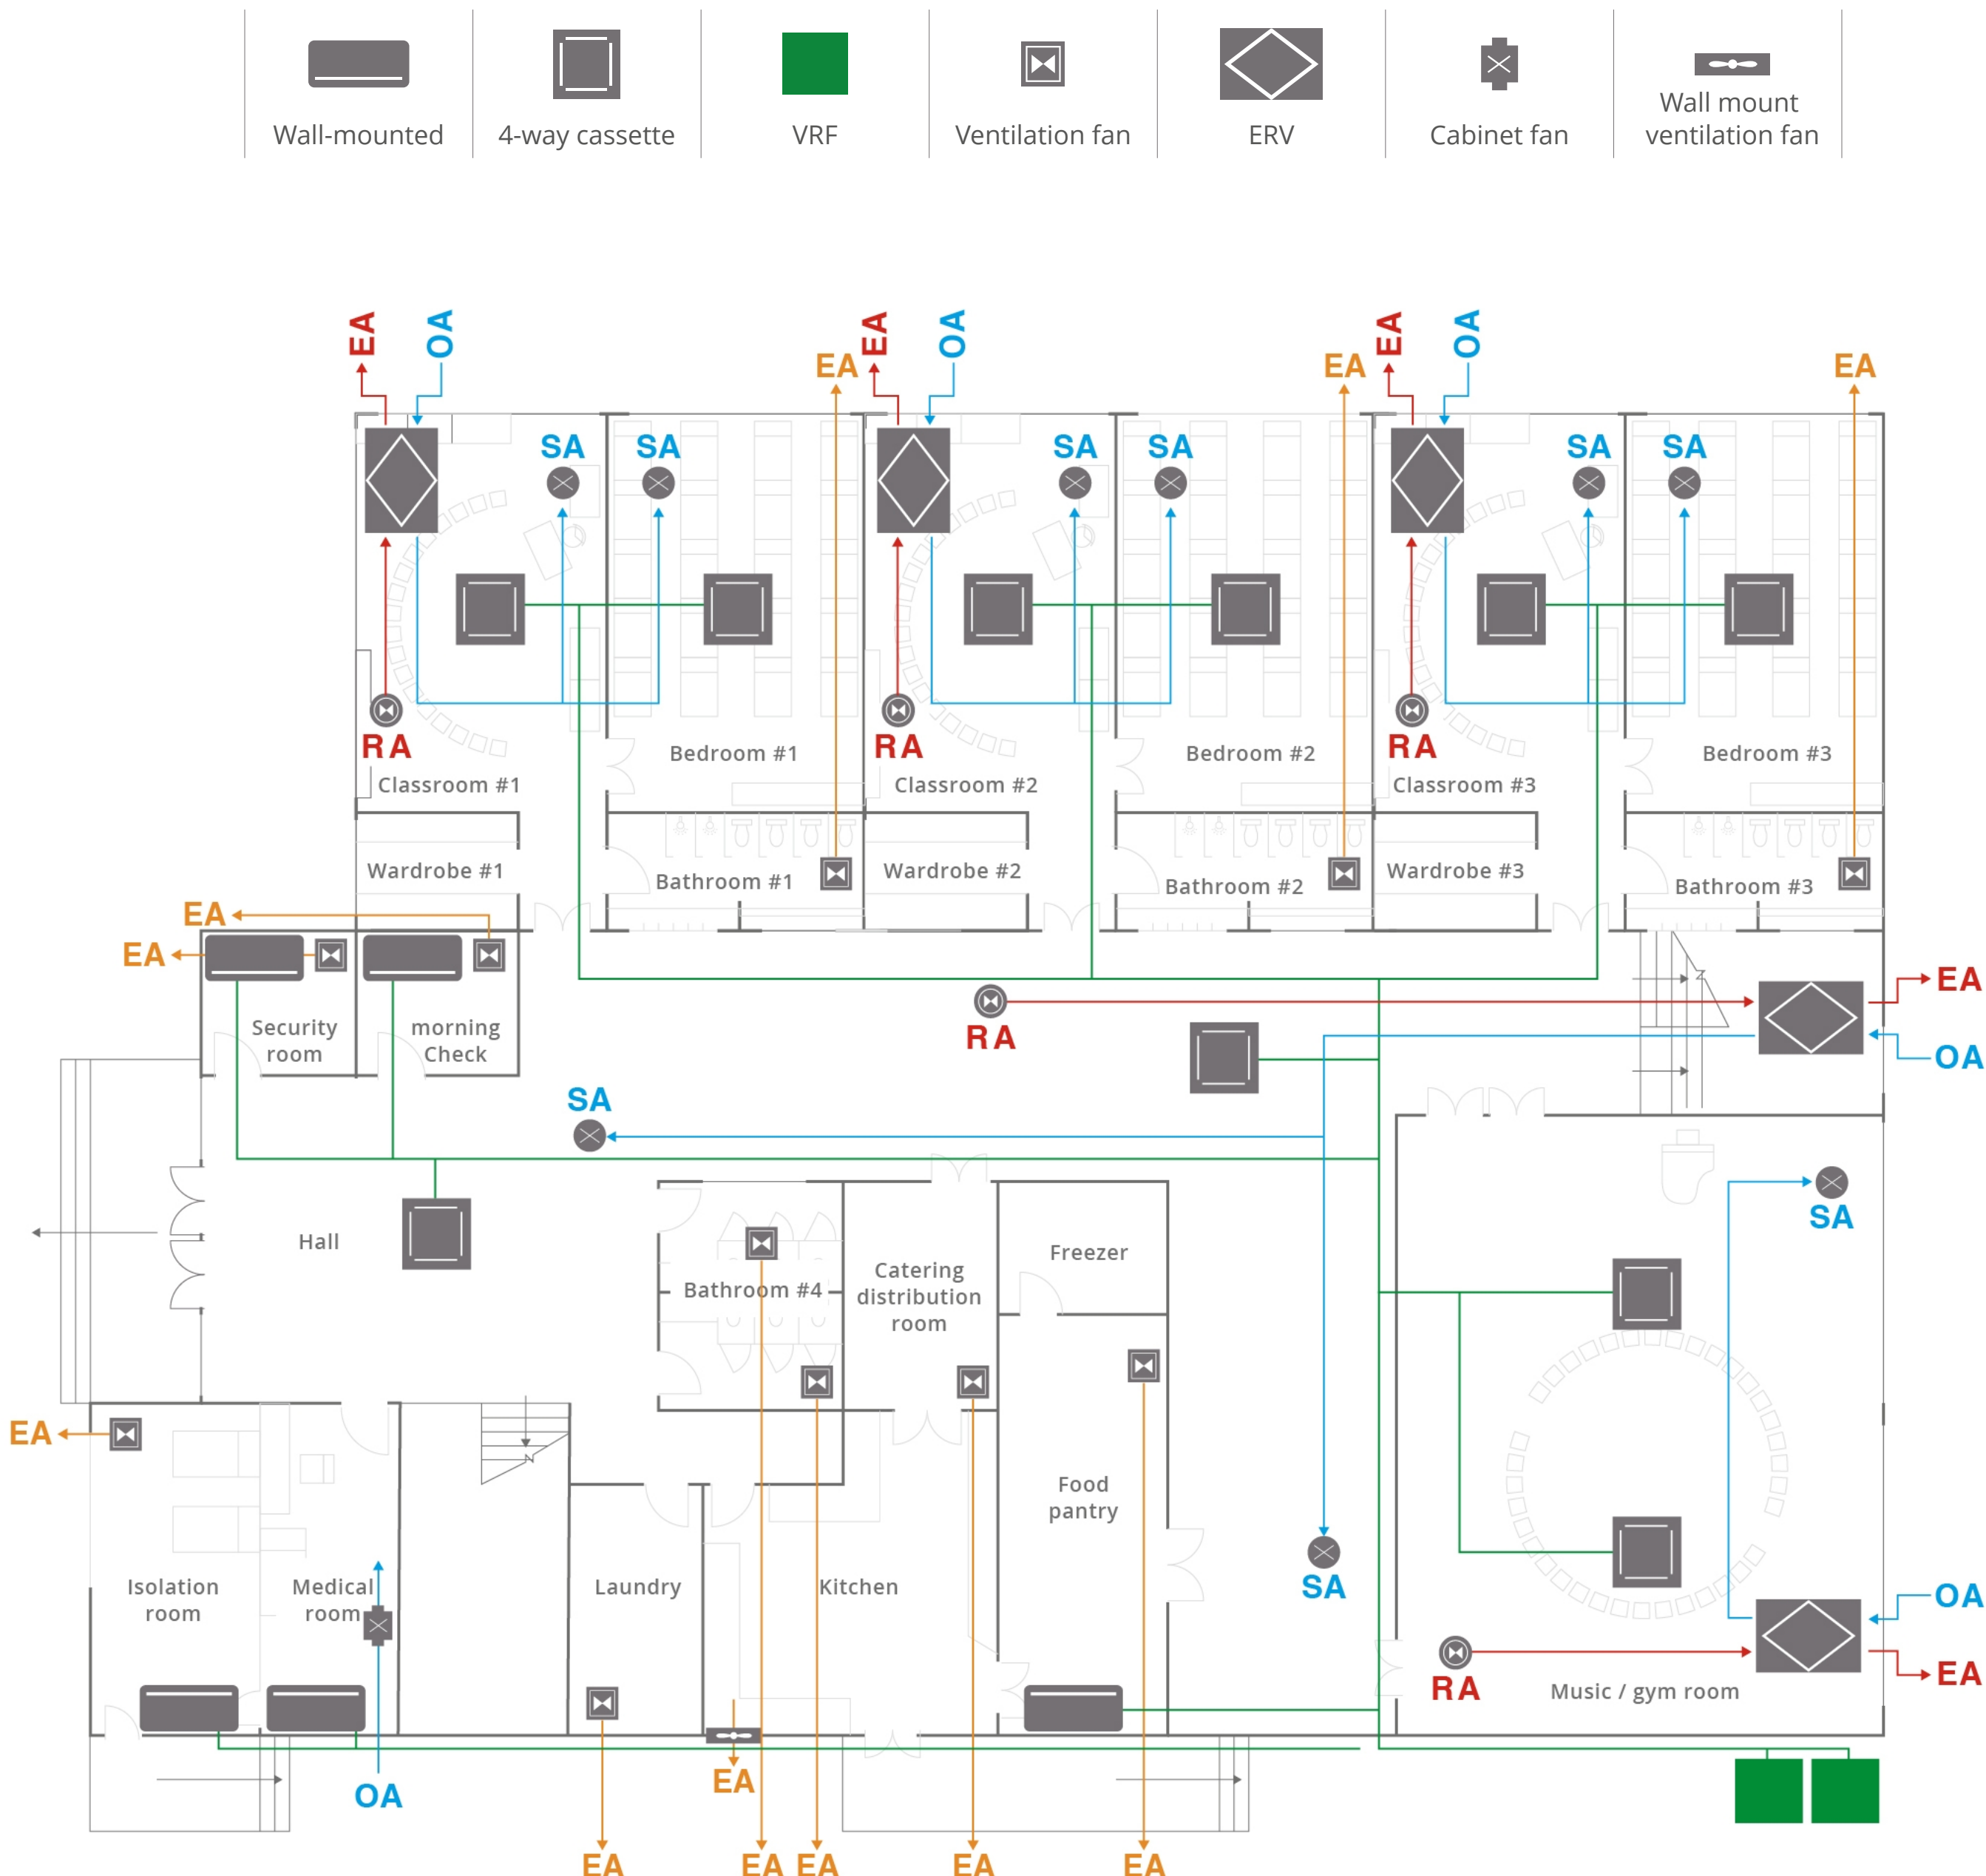 Wall-mounted
4-way cassette
VRF
Ventilation fan
ERV
Cabinet fan
Wall mount
ventilation fan
EA
OA
EA
EA
OA
EA
EA
OA
EA
SA
SA
SA
SA
SA
SA
RA
Bedroom #1
RA
Bedroom #2
RA
Bedroom #3
Classroom #1
Classroom #2
Classroom #3
Wardrobe #1
Bathroom #1
Wardrobe #2
Bathroom #2
Wardrobe #3
Bathroom #3
EA
EA
EA
Security
room
morning
Check
RA
OA
SA
SA
Hall
Bathroom #4
Catering
distribution
room
Freezer
EA
Food
pantry
Isolation
room
Medical
room
Laundry
Kitchen
SA
OA
RA
Music / gym room
EA
OA
EA
EA
EA
EA
EA
EA